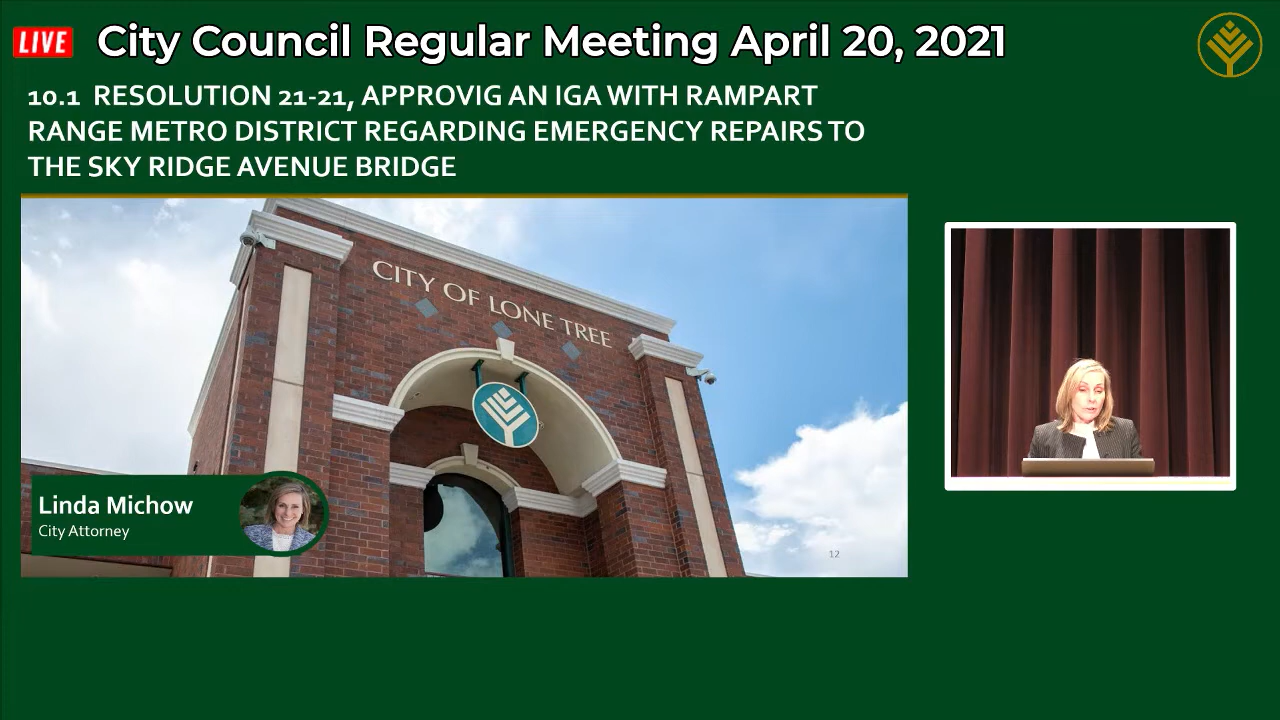 LIVE City Council Regular Meeting April 20, 2021
10.1 RESOLUTION 21-21, APPROVIG AN IGA WITH RAMPART
RANGE METRO DISTRICT REGARDING EMERGENCY REPAIRS TO
THE SKY RIDGE AVENUE BRIDGE
CITY OF LONE TREE
Linda Michow
City Attorney
12